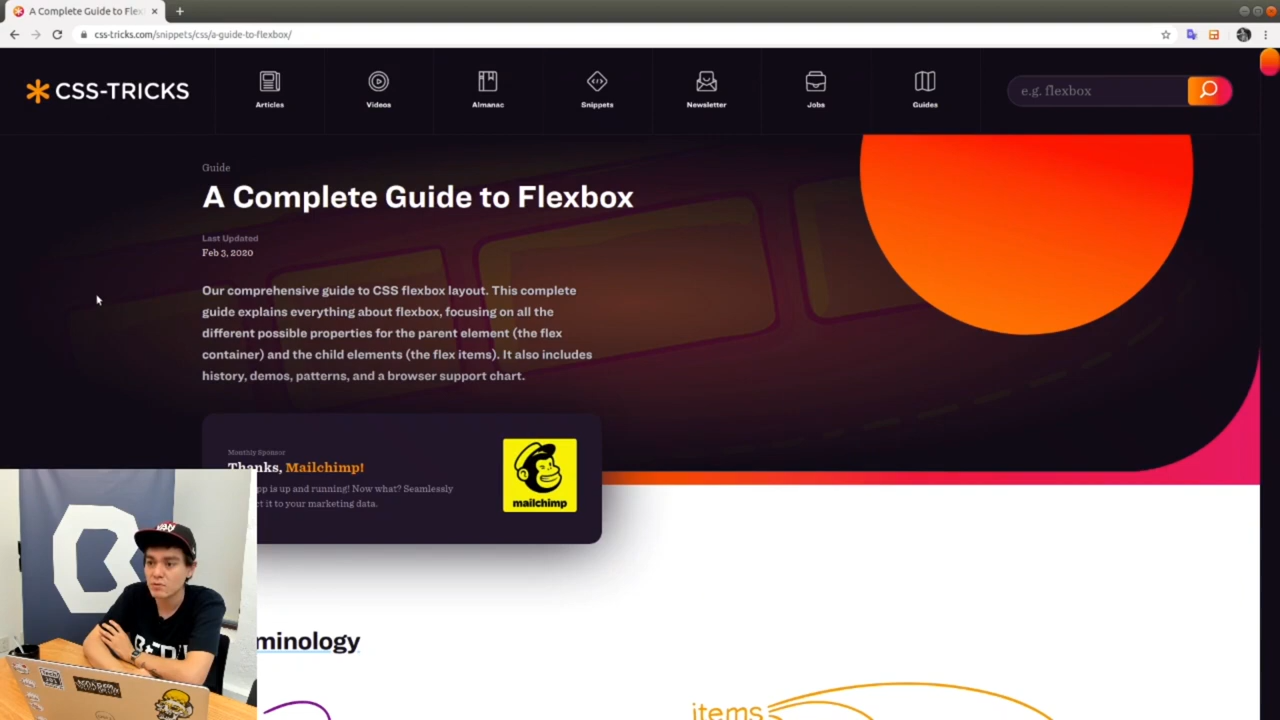 A Complete Guide to Flex
css-tricks.com/snippets/css/a-guide-to-flexbox/
CSS-TRICKS
Articles
Videos
Almanac
Snippets
Newsletter
Jobs
Guides
e.g. flexbox
Guide
A Complete Guide to Flexbox
Last Updated
Feb 3, 2020
Our comprehensive guide to CSS flexbox layout. This complete
guide explains everything about flexbox, focusing on all the
different possible properties for the parent element (the flex
container) and the child elements (the flex items). It also includes
history, demos, patterns, and a browser support chart.
Monthly Sponsor
Thanks, Mailchimp!
is up and running! Now what? Seamlessly
it to your marketing data.
mailchimp
minology
items